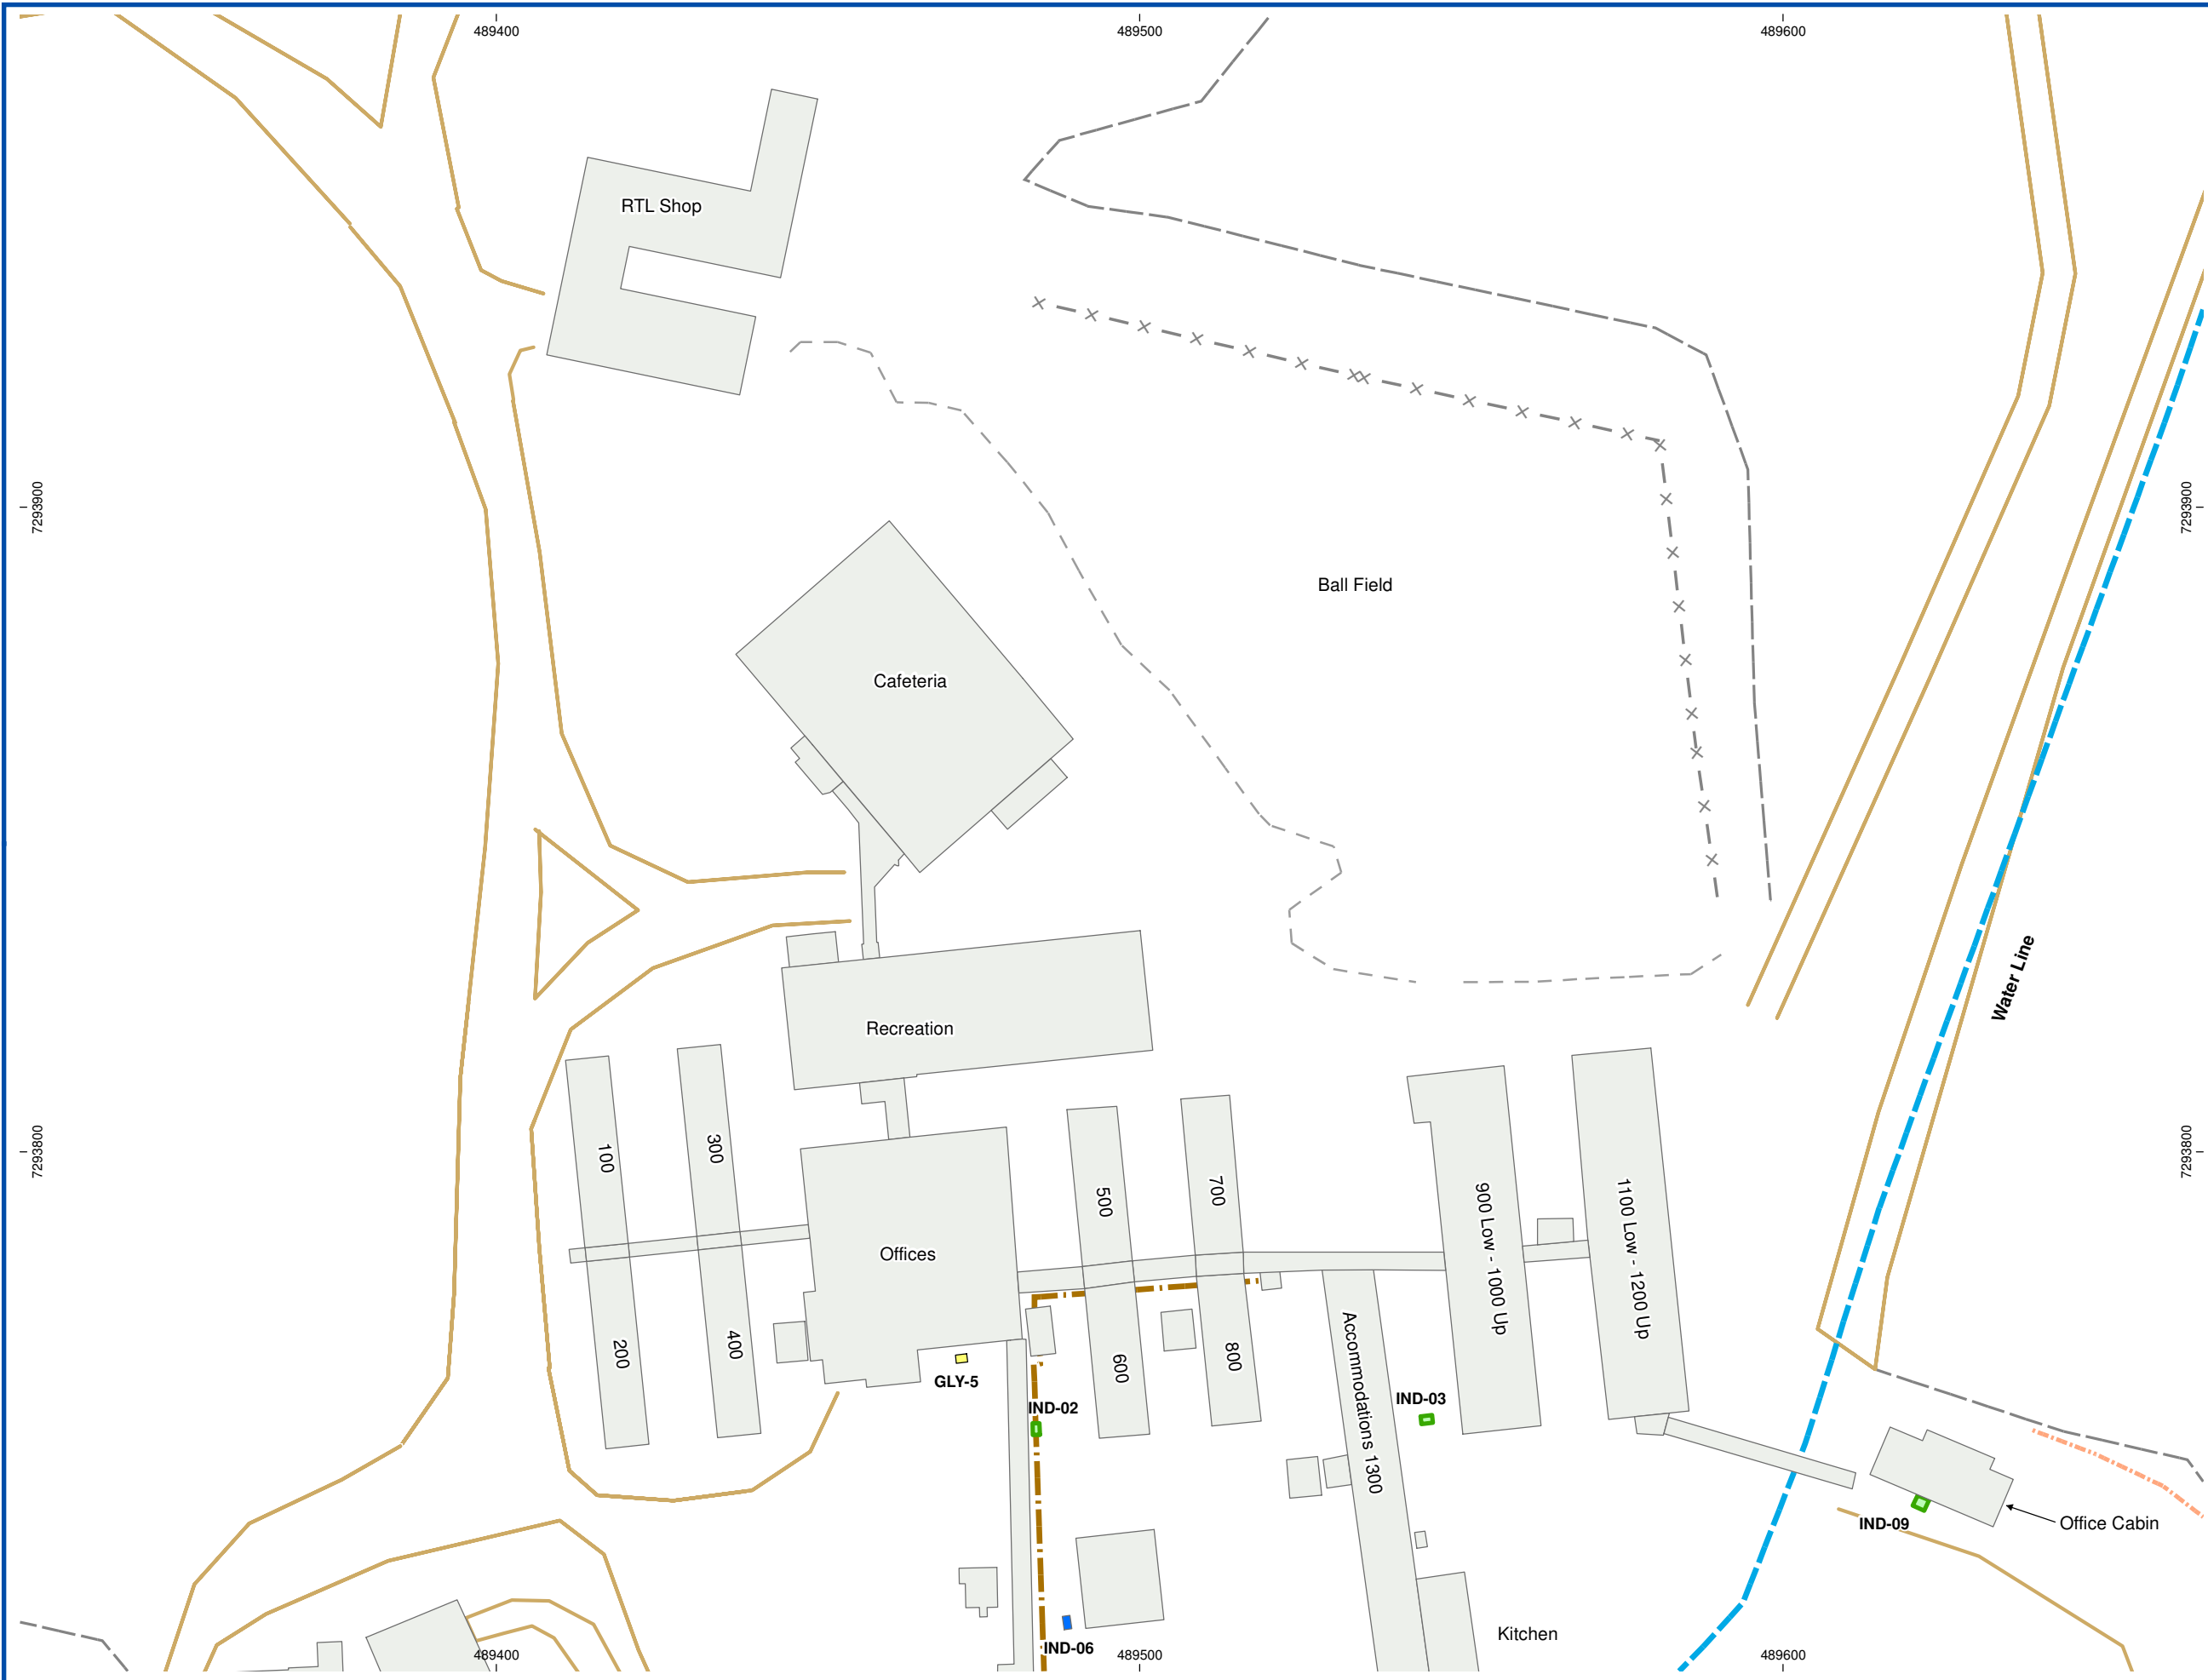 489400
489500
489600
RTL Shop
7293900
7293900
Ball Field
Cafeteria
Water Line
Recreation
7293800
7293800
100
300
500
700
900 Low - 1000 Up
1100 Low - 1200 Up
Offices
200
400
600
800
Accommodations 1300
GLY-5
IND-02
IND-03
IND-09
Office Cabin
IND-06
Kitchen
489400
489500
489600